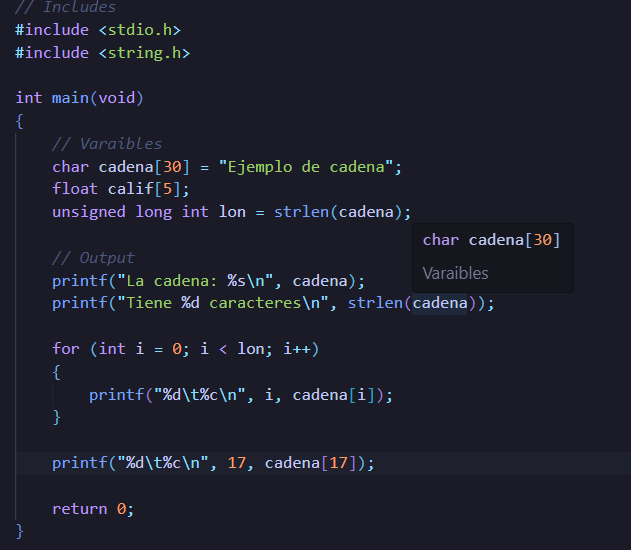 // Includes
#include <stdio.h>
#include <string.h>
int main(void)
{
// Varaibles
char cadena[30] = "Ejemplo de cadena";
float calif[5];
unsigned long int lon = strlen(cadena);
char cadena[30]
Varaibles
// Output
printf("La cadena: %s\n", cadena);
printf("Tiene %d caracteres\n", strlen(cadena));
for (int i = 0; i < lon; i++)
{
printf("%d\t%c\n", i, cadena[i]);
}
printf("%d\t%c\n", 17, cadena[17]);
return 0;
}